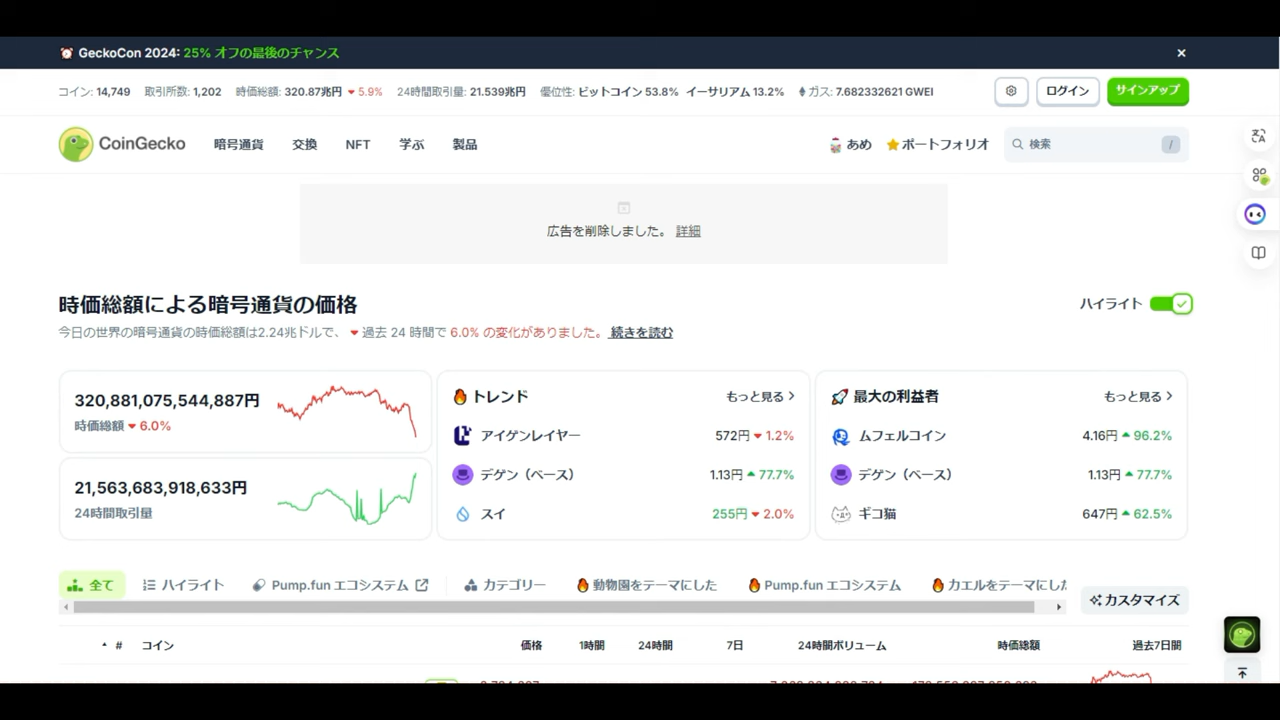 GeckoCon 2024: 25% オフの最後のチャンス
コイン: 14,749 取引所数: 1,202 時価総額: 320.87兆円 5.9% 24時間取引量: 21.539兆円 優位性: ビットコイン 53.8% イーサリアム 13.2% ガス: 7.682332621 GWEI ログイン サインアップ
CoinGecko 暗号通貨 交換 NFT 学ぶ 製品 あめ ポートフォリオ 検索 /
広告を削除しました。 詳細
時価総額による暗号通貨の価格 ハイライト
今日の世界の暗号通貨の時価総額は2.24兆ドルで、 過去 24 時間で 6.0% の変化がありました。 続きを読む
320,881,075,544,887円
時価総額 6.0%
21,563,683,918,633円
24時間取引量
トレンド もっと見る
アイゲンレイヤー 572円 1.2%
デゲン（ベース） 1.13円 77.7%
スイ 255円 2.0%
最大の利益者 もっと見る
ムフェルコイン 4.16円 96.2%
デゲン（ベース） 1.13円 77.7%
ギコ猫 647円 62.5%
全て ハイライト Pump.fun エコシステム カテゴリー 動物園をテーマにした Pump.fun エコシステム カエルをテーマにした カスタマイズ
# コイン 価格 1時間 24時間 7日 24時間ボリューム 時価総額 過去7日間